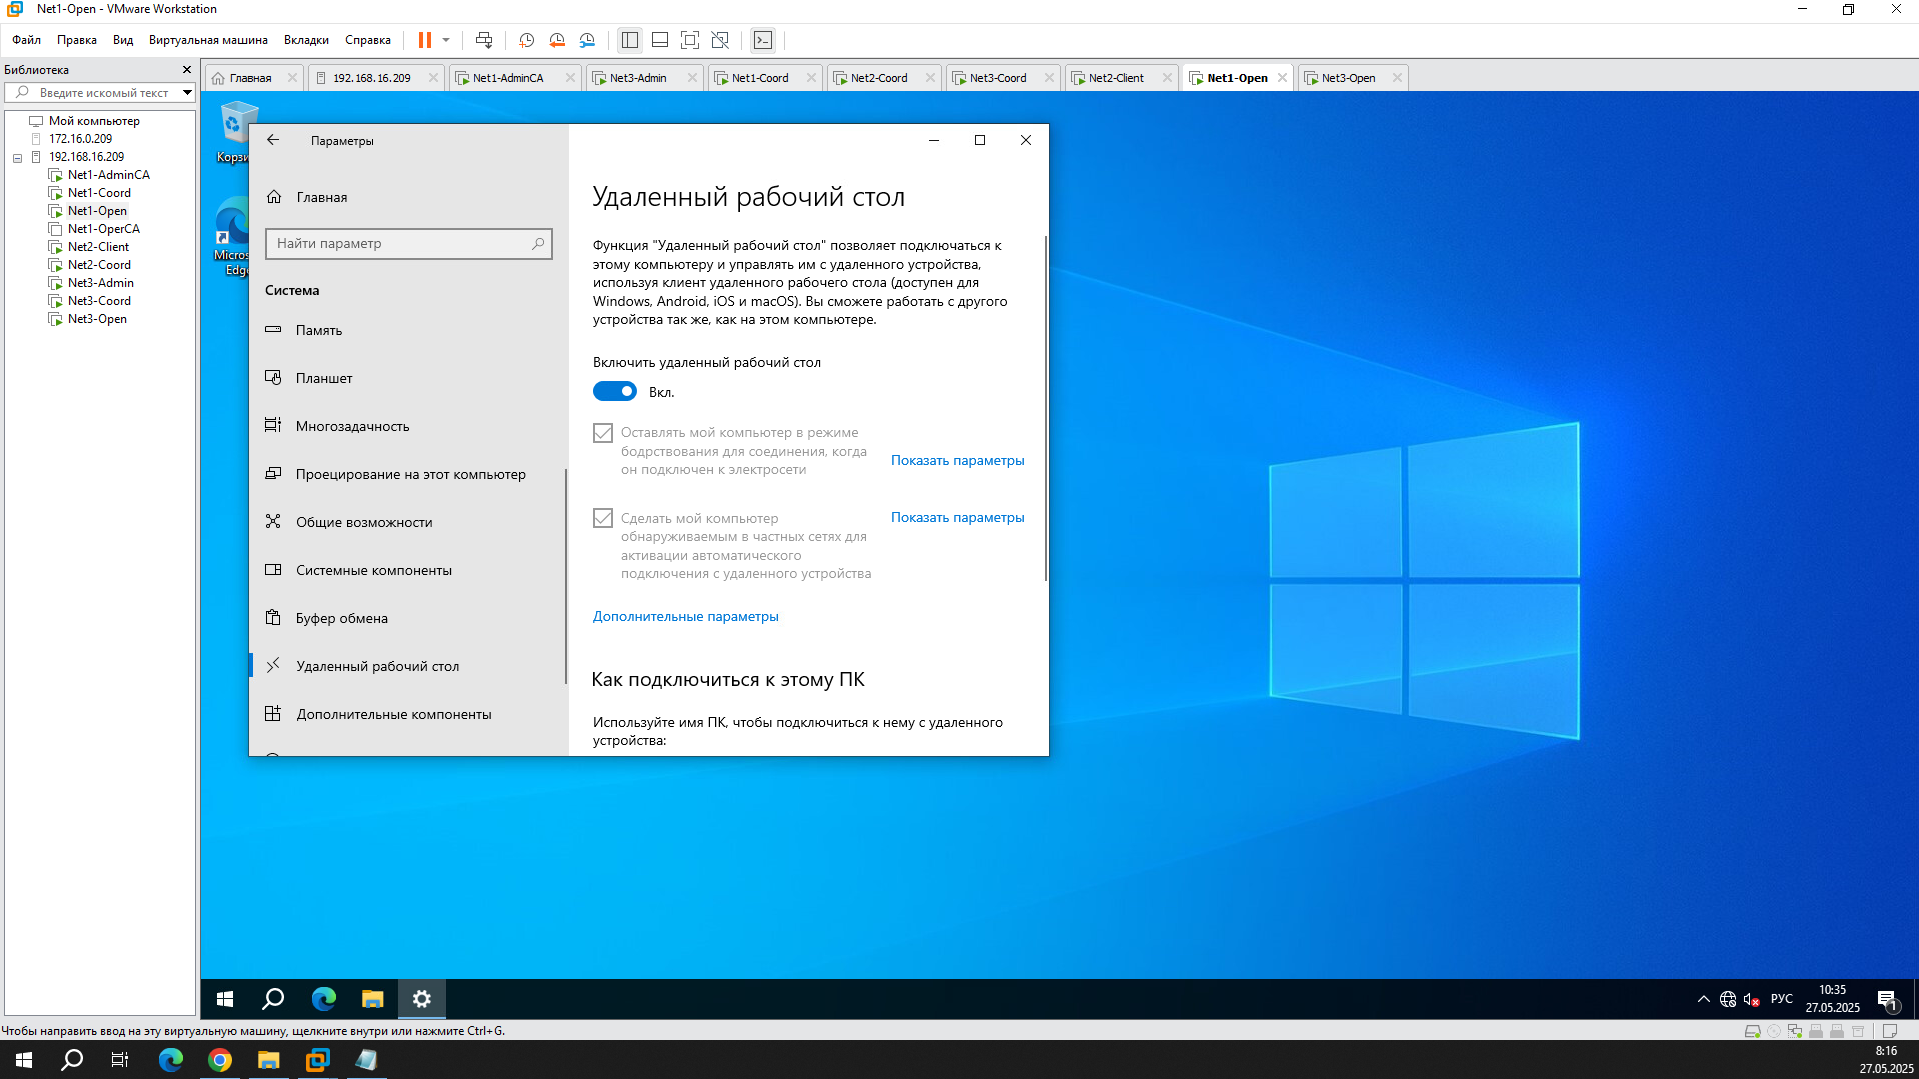 Net1-Open - VMware Workstation
Файл Правка Вид Виртуальная машина Вкладки Справка
Библиотека
Введите искомый текст
Мой компьютер
172.16.0.209
192.168.16.209
Net1-AdminCA
Net1-Coord
Net1-Open
Net1-OperCA
Net2-Client
Net2-Coord
Net3-Admin
Net3-Coord
Net3-Open
Главная 192.168.16.209 Net1-AdminCA Net3-Admin Net1-Coord Net2-Coord Net3-Coord Net2-Client Net1-Open Net3-Open
Micros
Edg
Параметры
Главная
Найти параметр
Система
Память
Планшет
Многозадачность
Проецирование на этот компьютер
Общие возможности
Системные компоненты
Буфер обмена
Удаленный рабочий стол
Дополнительные компоненты
Удаленный рабочий стол
Функция "Удаленный рабочий стол" позволяет подключаться к
этому компьютеру и управлять им с удаленного устройства,
используя клиент удаленного рабочего стола (доступен для
Windows, Android, iOS и macOS). Вы сможете работать с другого
устройства так же, как на этом компьютере.
Включить удаленный рабочий стол
Вкл.
Оставлять мой компьютер в режиме
бодрствования для соединения, когда
он подключен к электросети
Показать параметры
Сделать мой компьютер
обнаруживаемым в частных сетях для
активации автоматического
подключения с удаленного устройства
Показать параметры
Дополнительные параметры
Как подключиться к этому ПК
Используйте имя ПК, чтобы подключиться к нему с удаленного
устройства:
РУС
10:35
27.05.2025
1
Чтобы направить ввод на эту виртуальную машину, щелкните внутри или нажмите Ctrl+G.
8:16
27.05.2025